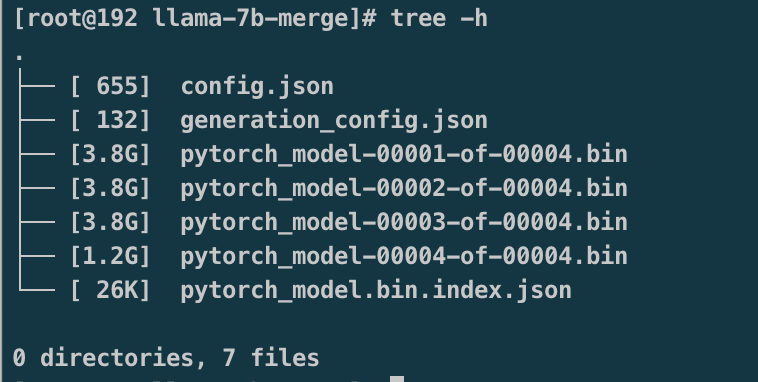 [root@192 llama-7b-merge]# tree -h
.
├── [ 655]  config.json
├── [ 132]  generation_config.json
├── [3.8G]  pytorch_model-00001-of-00004.bin
├── [3.8G]  pytorch_model-00002-of-00004.bin
├── [3.8G]  pytorch_model-00003-of-00004.bin
├── [1.2G]  pytorch_model-00004-of-00004.bin
└── [ 26K]  pytorch_model.bin.index.json
0 directories, 7 files